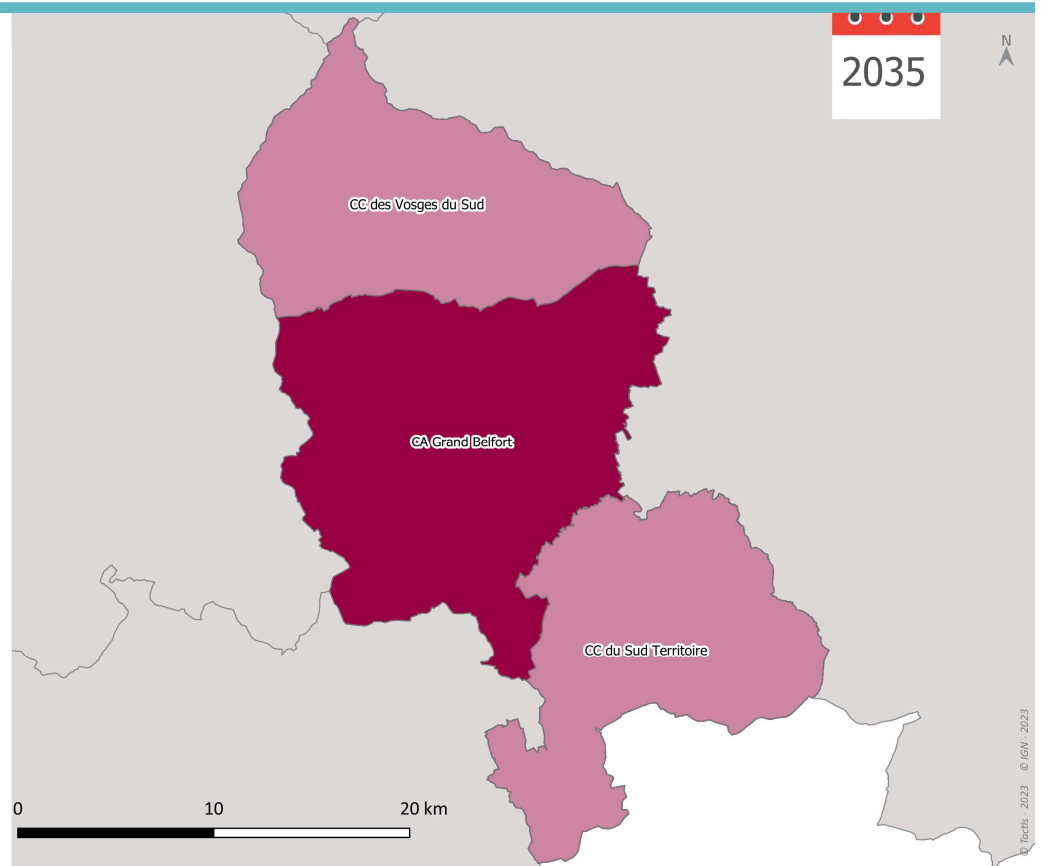 2035
N
CC des Vosges du Sud
CA Grand Belfort
CC du Sud Territoire
0 10 20 km
© Tactis - 2023 © IGN - 2023